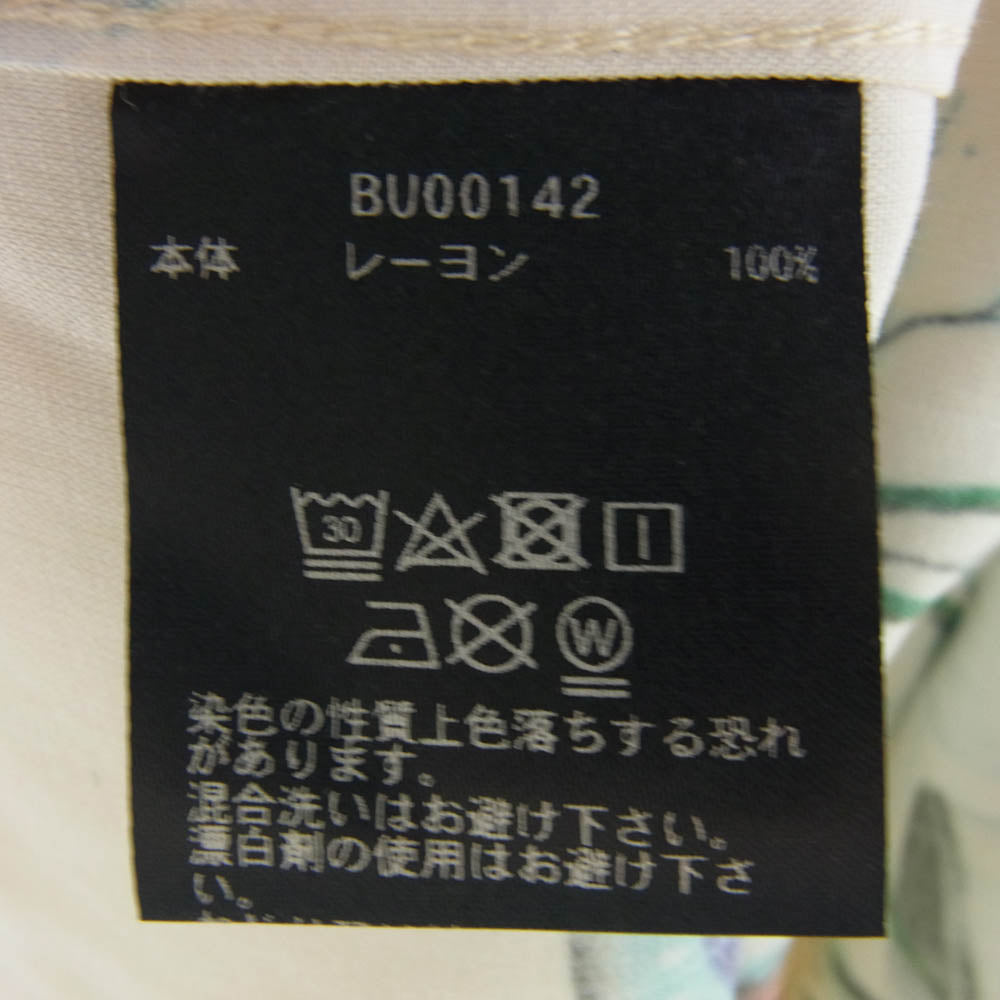 BU00142
本体 レーヨン 100%
30
W
染色の性質上色落ちする恐れ
があります。
混合洗いはお避け下さい。
漂白剤の使用はお避け下さ
い。